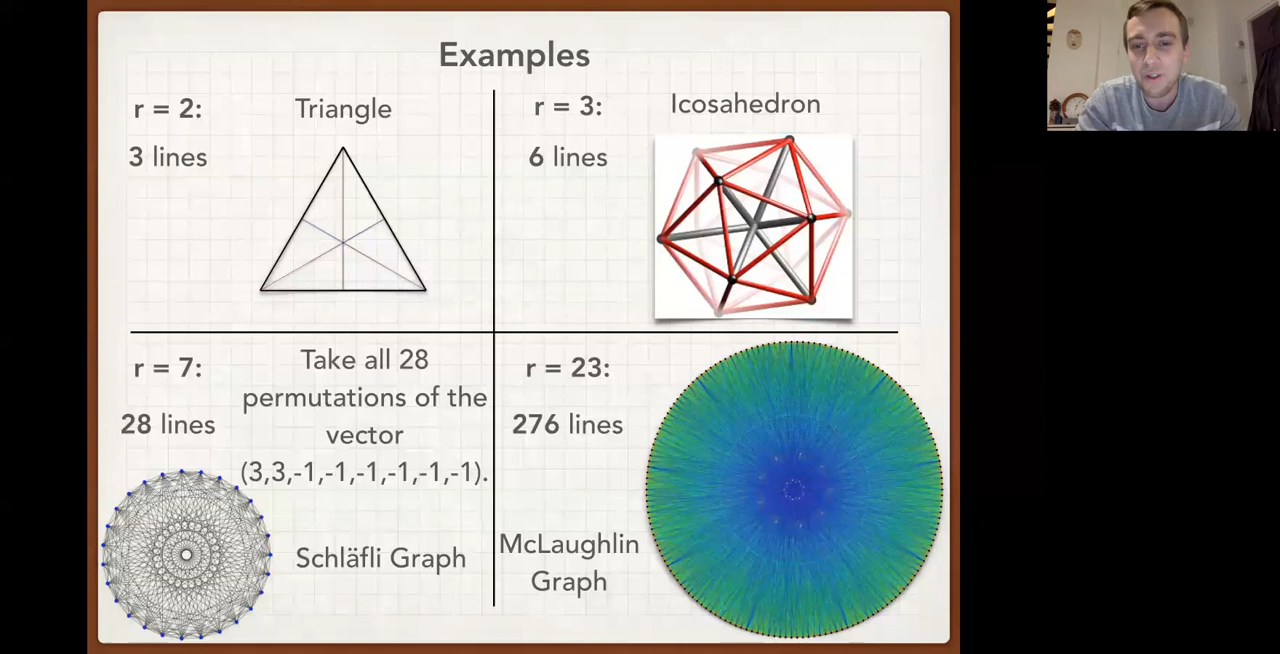 Examples
r = 2:
Triangle
3 lines
r = 3:
Icosahedron
6 lines
r = 7:
28 lines
Take all 28
permutations of the
vector
(3,3,-1,-1,-1,-1,-1,-1).
Schläfli Graph
r = 23:
276 lines
McLaughlin
Graph